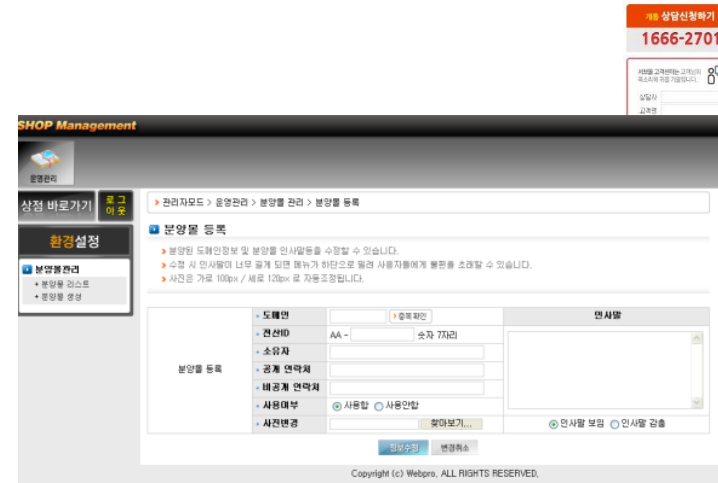 개통 상담신청하기
1666-2701
상담사
고객명
SHOP Management
운영관리
상점 바로가기
로그
아웃
> 관리자모드 > 운영관리 > 분양몰 관리 > 분양몰 등록
환경설정
분양몰관리
+ 분양몰 리스트
+ 분양몰 생성
분양몰 등록
> 분양된 도메인정보 및 분양몰 인사말등을 수정할 수 있습니다.
> 수정 시 인사말이 너무 길게 되면 메뉴가 하단으로 밀려 사용자들에게 불편을 초래할 수 있습니다.
> 사진은 가로 100px / 세로 120px 로 자동조정됩니다.
분양몰 등록
도메인
> 중복확인
전산ID
AA -
숫자 7자리
소유자
공개 연락처
비공개 연락처
사용여부
사용함
사용안함
사진변경
찾아보기...
인사말
인사말 보임
인사말 감춤
정보수정
변경취소
Copyright (c) Webpro. ALL RIGHTS RESERVED.